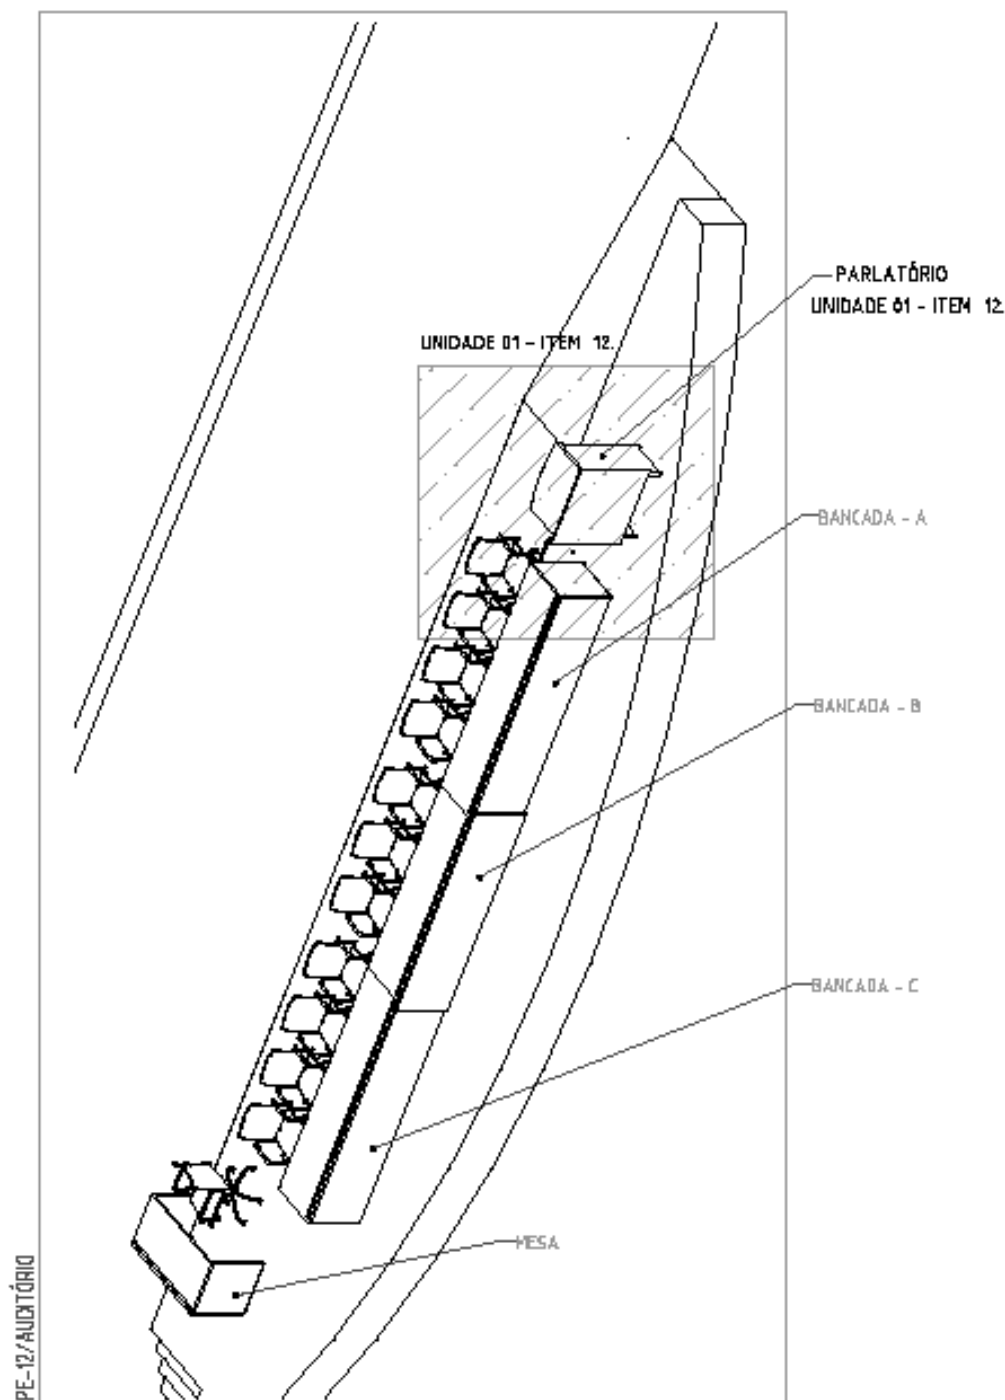 PARLATÓRIO
UNIDADE 01 - ITEM 12.
UNIDADE 01 - ITEM 12.
BANCADA - A
BANCADA - B
BANCADA - C
MESA
PE-12/AUDITÓRIO